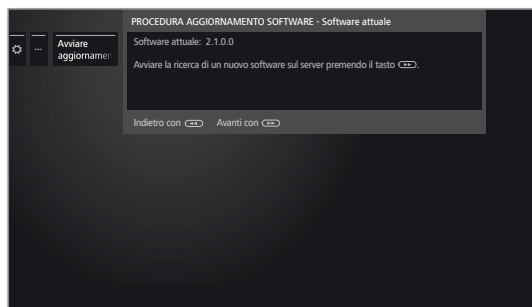 PROCEDURA AGGIORNAMENTO SOFTWARE - Software attuale
...
Avviare
aggiornamen
Software attuale: 2.1.0.0
Avviare la ricerca di un nuovo software sul server premendo il tasto ▶▶.
Indietro con ◀◀ Avanti con ▶▶